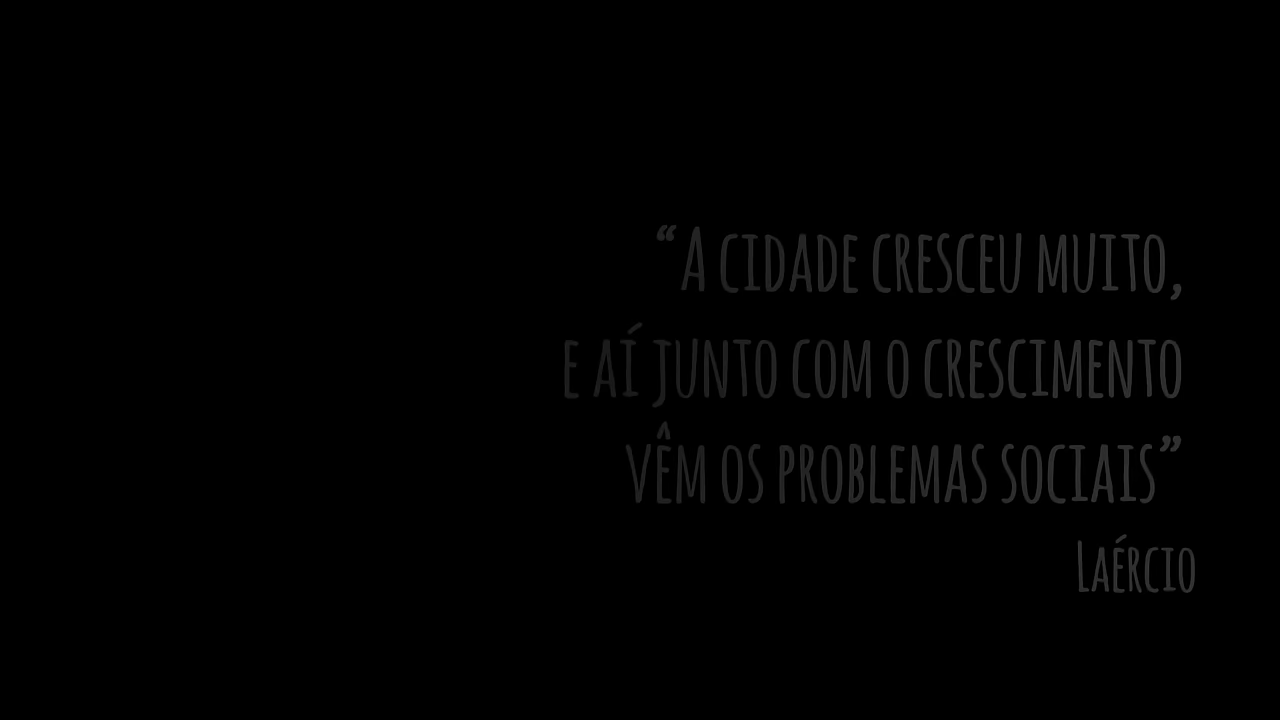 “A CIDADE CRESCEU MUITO,
E AÍ JUNTO COM O CRESCIMENTO
VÊM OS PROBLEMAS SOCIAIS”
LAÉRCIO